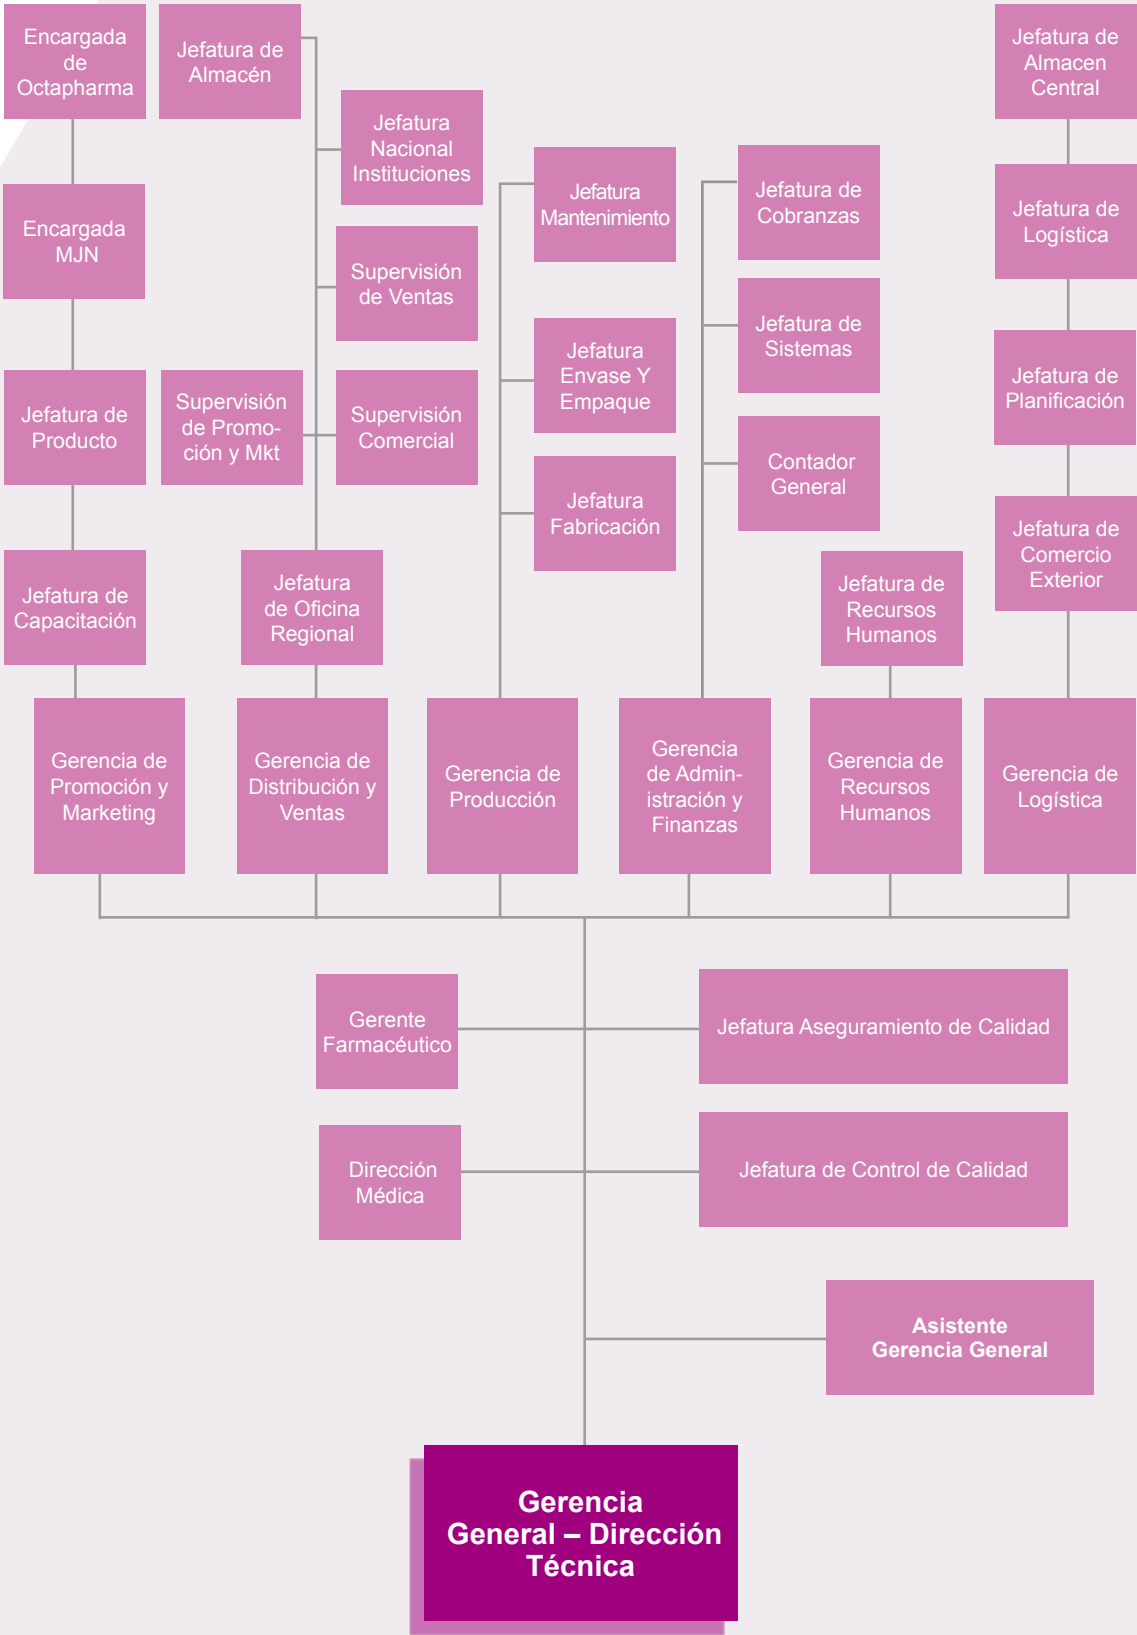 Encargada
de
Octapharma
Jefatura de
Almacén
Jefatura de
Almacen
Central
Jefatura
Nacional
Instituciones
Jefatura
Mantenimiento
Jefatura de
Cobranzas
Encargada
MJN
Jefatura de
Logística
Supervisión
de Ventas
Jefatura
Envase Y
Empaque
Jefatura de
Sistemas
Jefatura de
Planificación
Jefatura de
Producto
Supervisión
de Promo-
ción y Mkt
Supervisión
Comercial
Contador
General
Jefatura
Fabricación
Jefatura de
Comercio
Exterior
Jefatura de
Capacitación
Jefatura
de Oficina
Regional
Jefatura de
Recursos
Humanos
Gerencia de
Promoción y
Marketing
Gerencia de
Distribución y
Ventas
Gerencia de
Producción
Gerencia
de Admin-
istración y
Finanzas
Gerencia de
Recursos
Humanos
Gerencia de
Logística
Gerente
Farmacéutico
Jefatura Aseguramiento de Calidad
Dirección
Médica
Jefatura de Control de Calidad
Asistente
Gerencia General
Gerencia
General – Dirección
Técnica